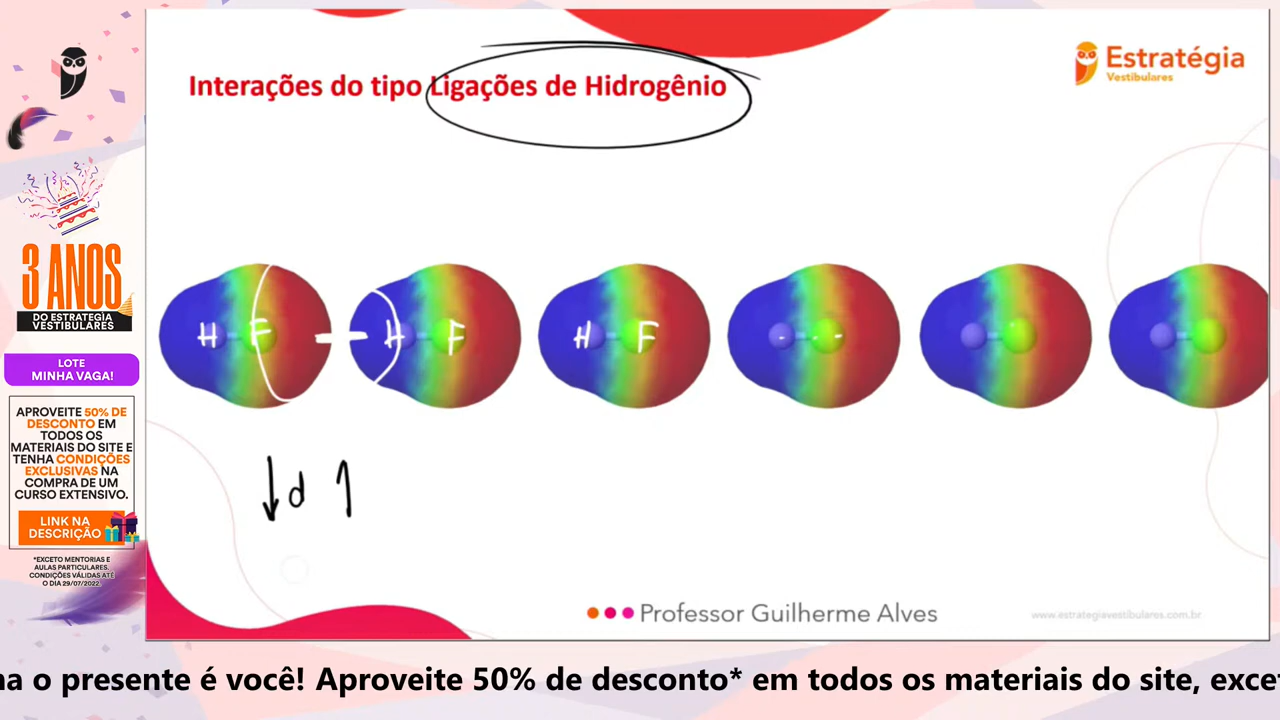 Interações do tipo Ligações de Hidrogênio
Estratégia
Vestibulares
H F H F H F
↓ d ↑
Professor Guilherme Alves
www.estrategiavestibulares.com.br
3 ANOS
DO ESTRATÉGIA
VESTIBULARES
LOTE
MINHA VAGA!
APROVEITE 50% DE
DESCONTO EM
TODOS OS
MATERIAIS DO SITE E
TENHA CONDIÇÕES
EXCLUSIVAS NA
COMPRA DE UM
CURSO EXTENSIVO.
LINK NA
DESCRIÇÃO
*EXCETO MENTORIAS E
AULAS PARTICULARES.
CONDIÇÕES VÁLIDAS ATÉ
O DIA 29/07/2022.
na o presente é você! Aproveite 50% de desconto* em todos os materiais do site, exce